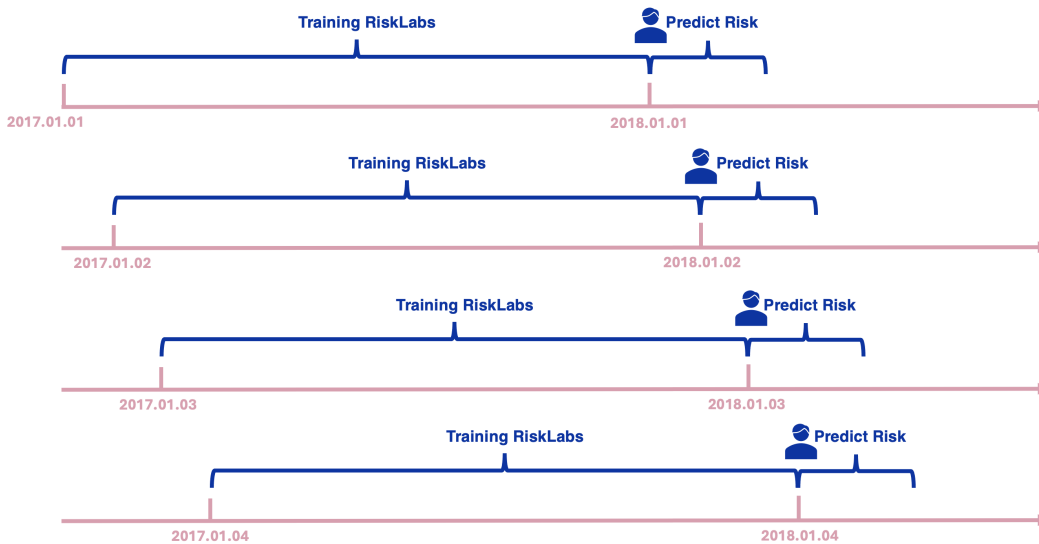 Training RiskLabs
Predict Risk
2017.01.01
2018.01.01
Training RiskLabs
Predict Risk
2017.01.02
2018.01.02
Training RiskLabs
Predict Risk
2017.01.03
2018.01.03
Training RiskLabs
Predict Risk
2017.01.04
2018.01.04